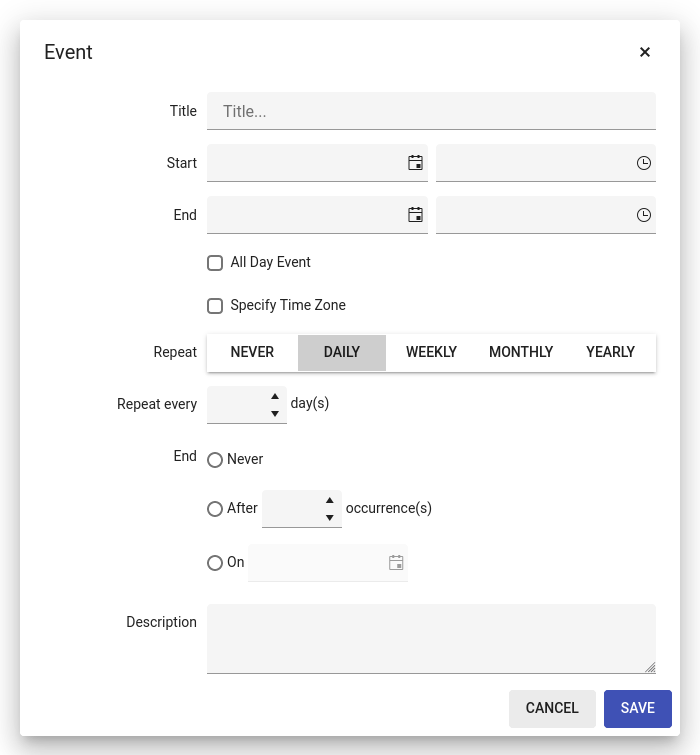 Event
Title Title...
Start
End
All Day Event
Specify Time Zone
Repeat NEVER DAILY WEEKLY MONTHLY YEARLY
Repeat every day(s)
End Never
After occurrence(s)
On
Description
CANCEL SAVE